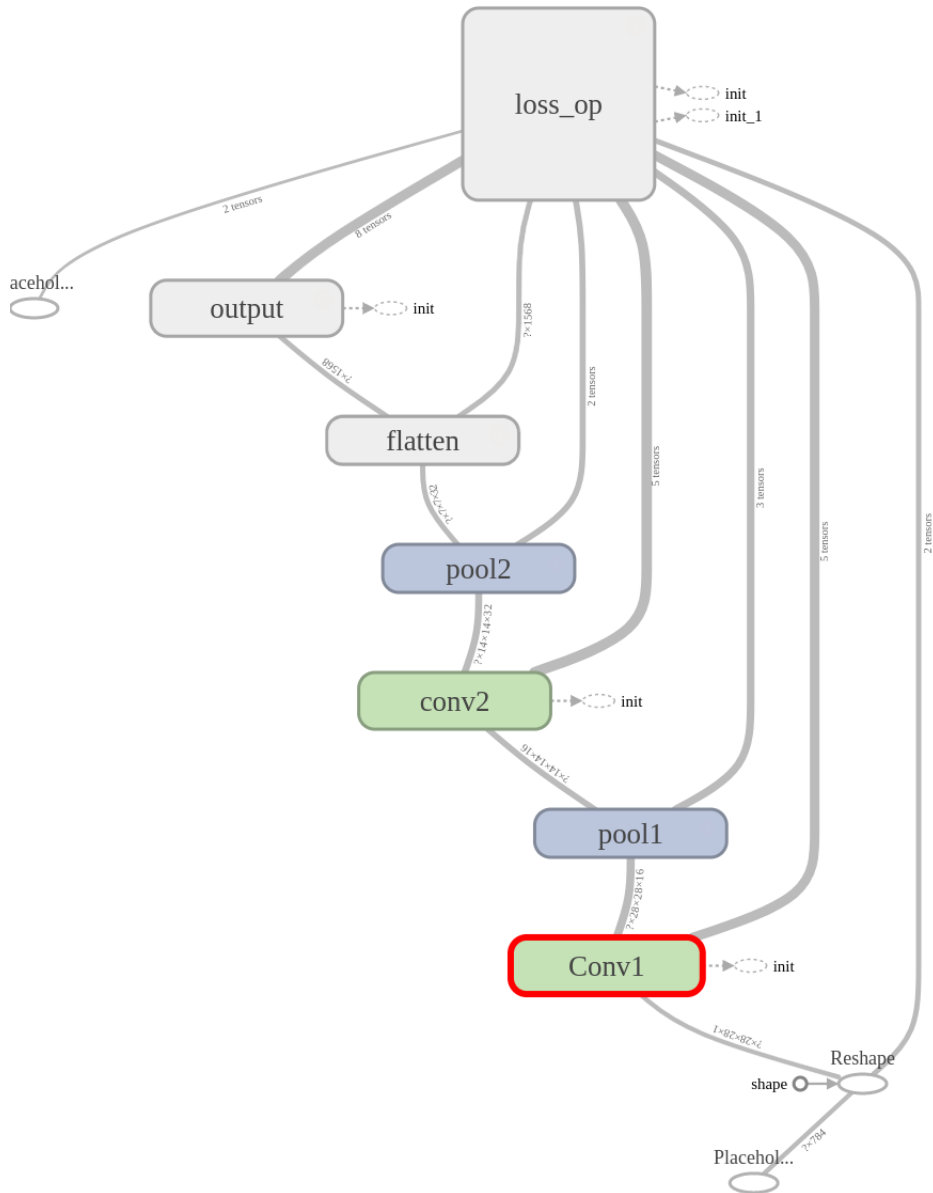 loss_op
init
init_1
2 tensors
8 tensors
acehol...
output
init
?×1568
?×1568
2 tensors
flatten
5 tensors
3 tensors
?×7×7×32
2 tensors
5 tensors
pool2
?×14×14×32
conv2
init
?×14×14×16
pool1
?×28×28×16
Conv1
init
?×28×28×1
Reshape
shape
?×784
Placehol...